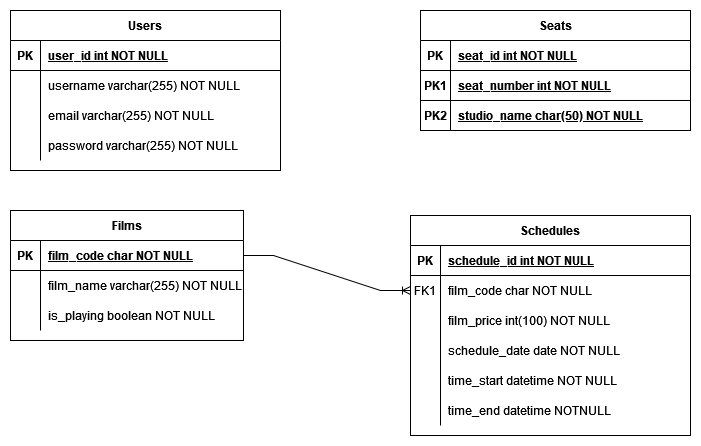 Users
PK user_id int NOT NULL
username varchar(255) NOT NULL
email varchar(255) NOT NULL
password varchar(255) NOT NULL
Seats
PK seat_id int NOT NULL
PK1 seat_number int NOT NULL
PK2 studio_name char(50) NOT NULL
Films
PK film_code char NOT NULL
film_name varchar(255) NOT NULL
is_playing boolean NOT NULL
Schedules
PK schedule_id int NOT NULL
FK1 film_code char NOT NULL
film_price int(100) NOT NULL
schedule_date date NOT NULL
time_start datetime NOT NULL
time_end datetime NOTNULL